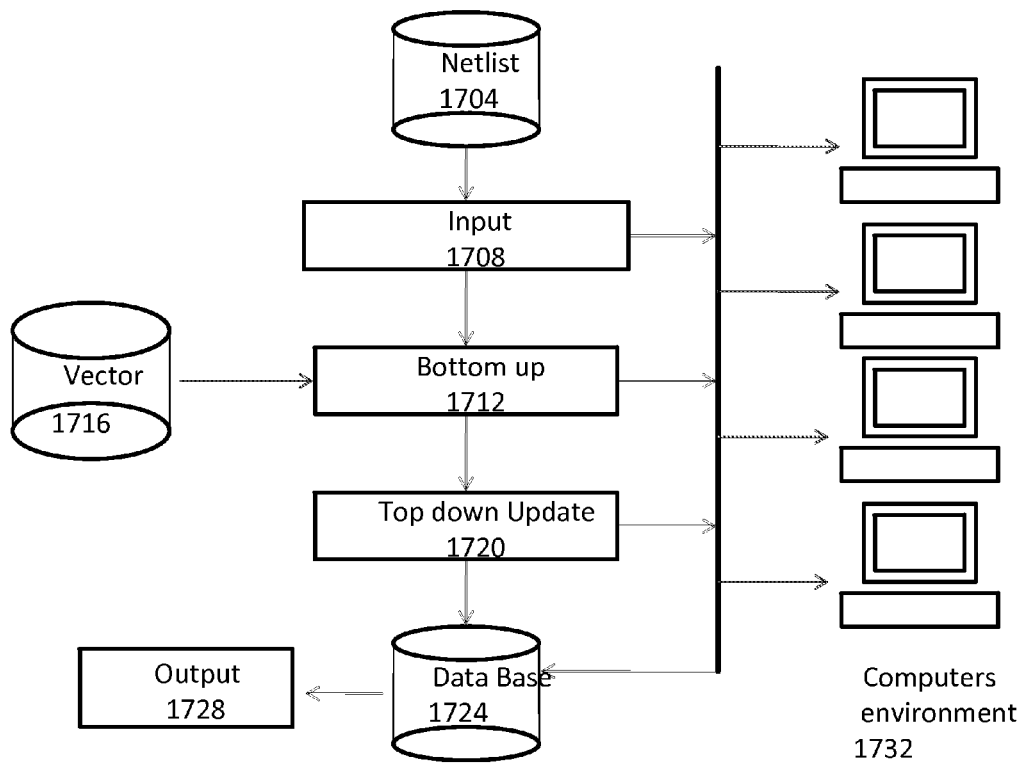 Netlist
1704
Input
1708
Vector
1716
Bottom up
1712
Top down Update
1720
Data Base
1724
Output
1728
Computers
environment
1732